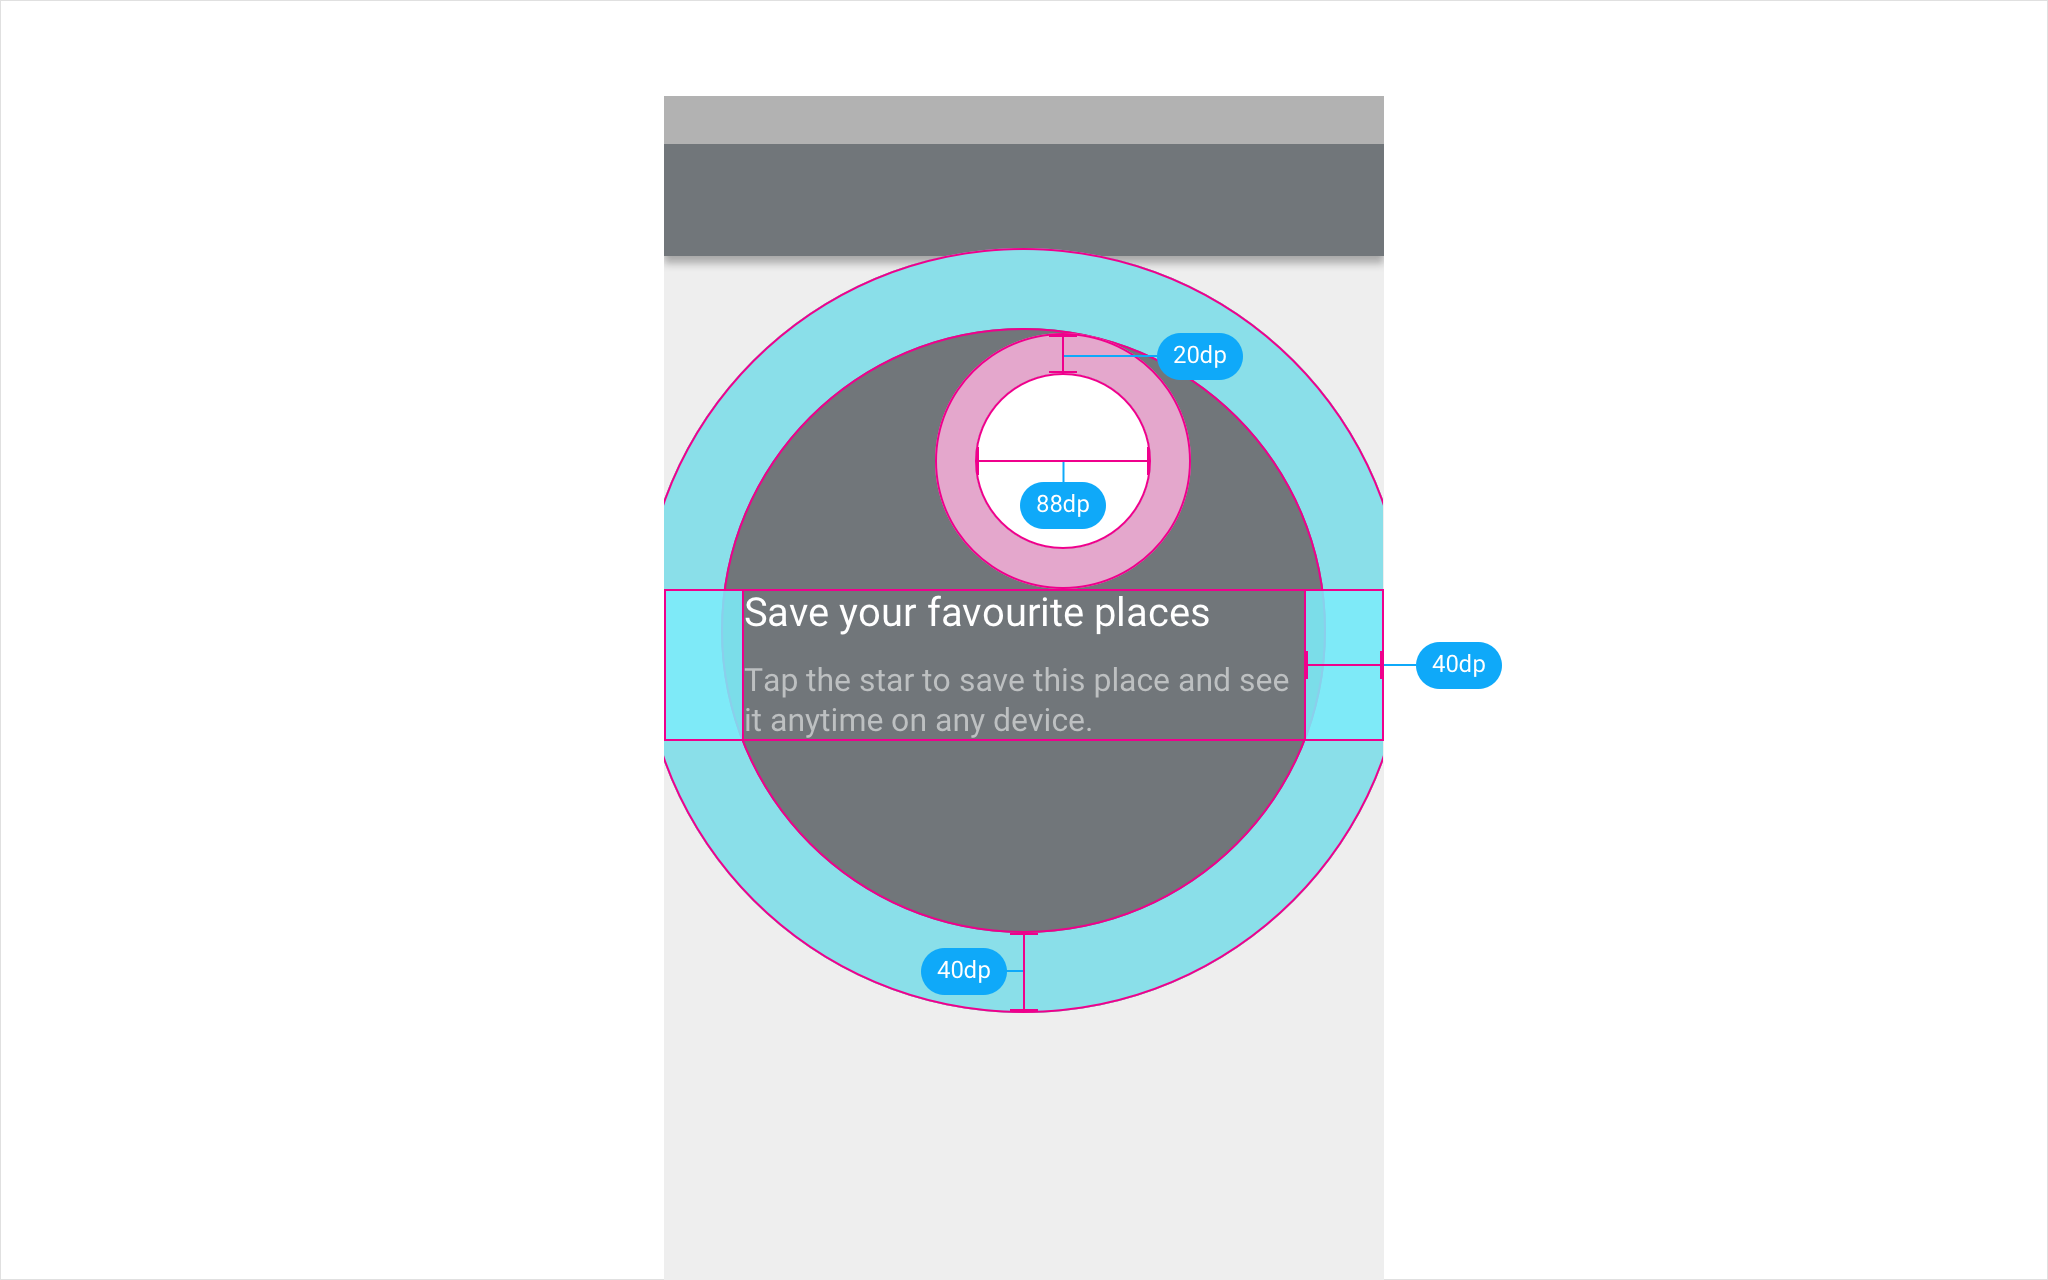 20dp
88dp
Save your favourite places
Tap the star to save this place and see
it anytime on any device.
40dp
40dp